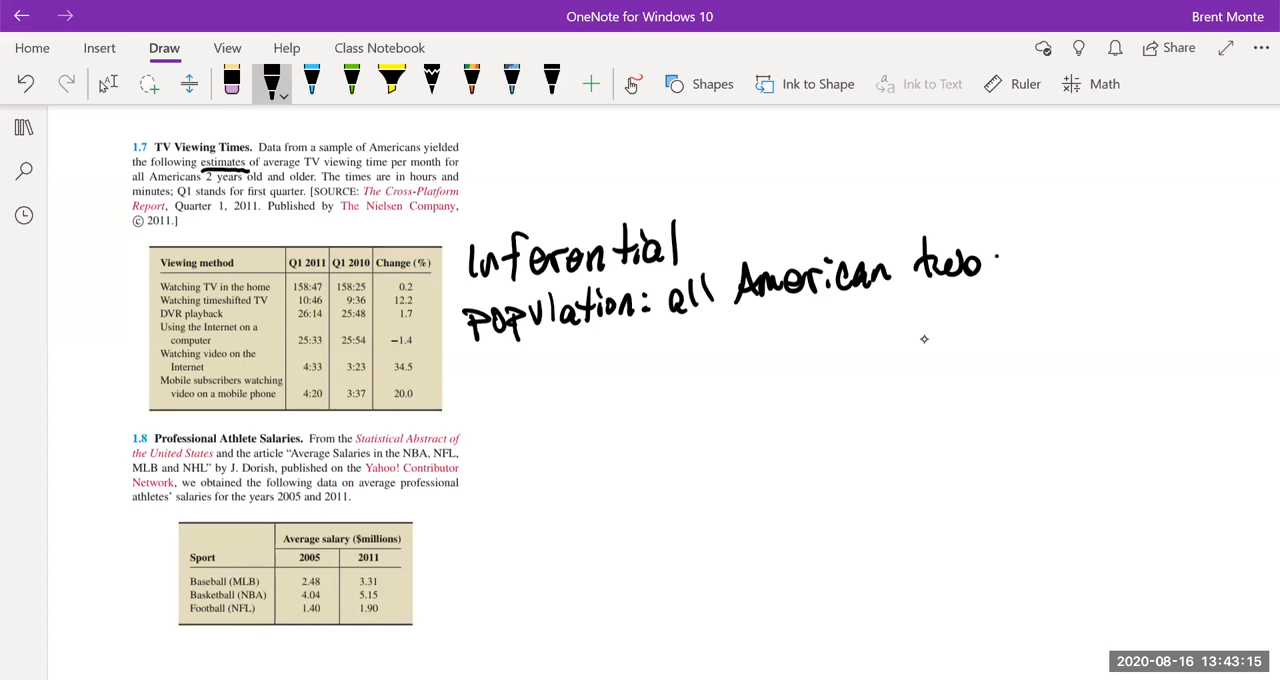 OneNote for Windows 10
Brent Monte
Home Insert Draw View Help Class Notebook Share
Shapes Ink to Shape Ink to Text Ruler Math
1.7 TV Viewing Times. Data from a sample of Americans yielded
the following estimates of average TV viewing time per month for
all Americans 2 years old and older. The times are in hours and
minutes; Q1 stands for first quarter. [SOURCE: The Cross-Platform
Report, Quarter 1, 2011. Published by The Nielsen Company,
© 2011.]
Viewing method Q1 2011 Q1 2010 Change (%)
Watching TV in the home 158:47 158:25 0.2
Watching timeshifted TV 10:46 9:36 12.2
DVR playback 26:14 25:48 1.7
Using the Internet on a
computer 25:33 25:54 −1.4
Watching video on the
Internet 4:33 3:23 34.5
Mobile subscribers watching
video on a mobile phone 4:20 3:37 20.0
Inferential
population: all American two
1.8 Professional Athlete Salaries. From the Statistical Abstract of
the United States and the article “Average Salaries in the NBA, NFL,
MLB and NHL” by J. Dorish, published on the Yahoo! Contributor
Network, we obtained the following data on average professional
athletes’ salaries for the years 2005 and 2011.
Average salary ($millions)
Sport 2005 2011
Baseball (MLB) 2.48 3.31
Basketball (NBA) 4.04 5.15
Football (NFL) 1.40 1.90
2020-08-16 13:43:15